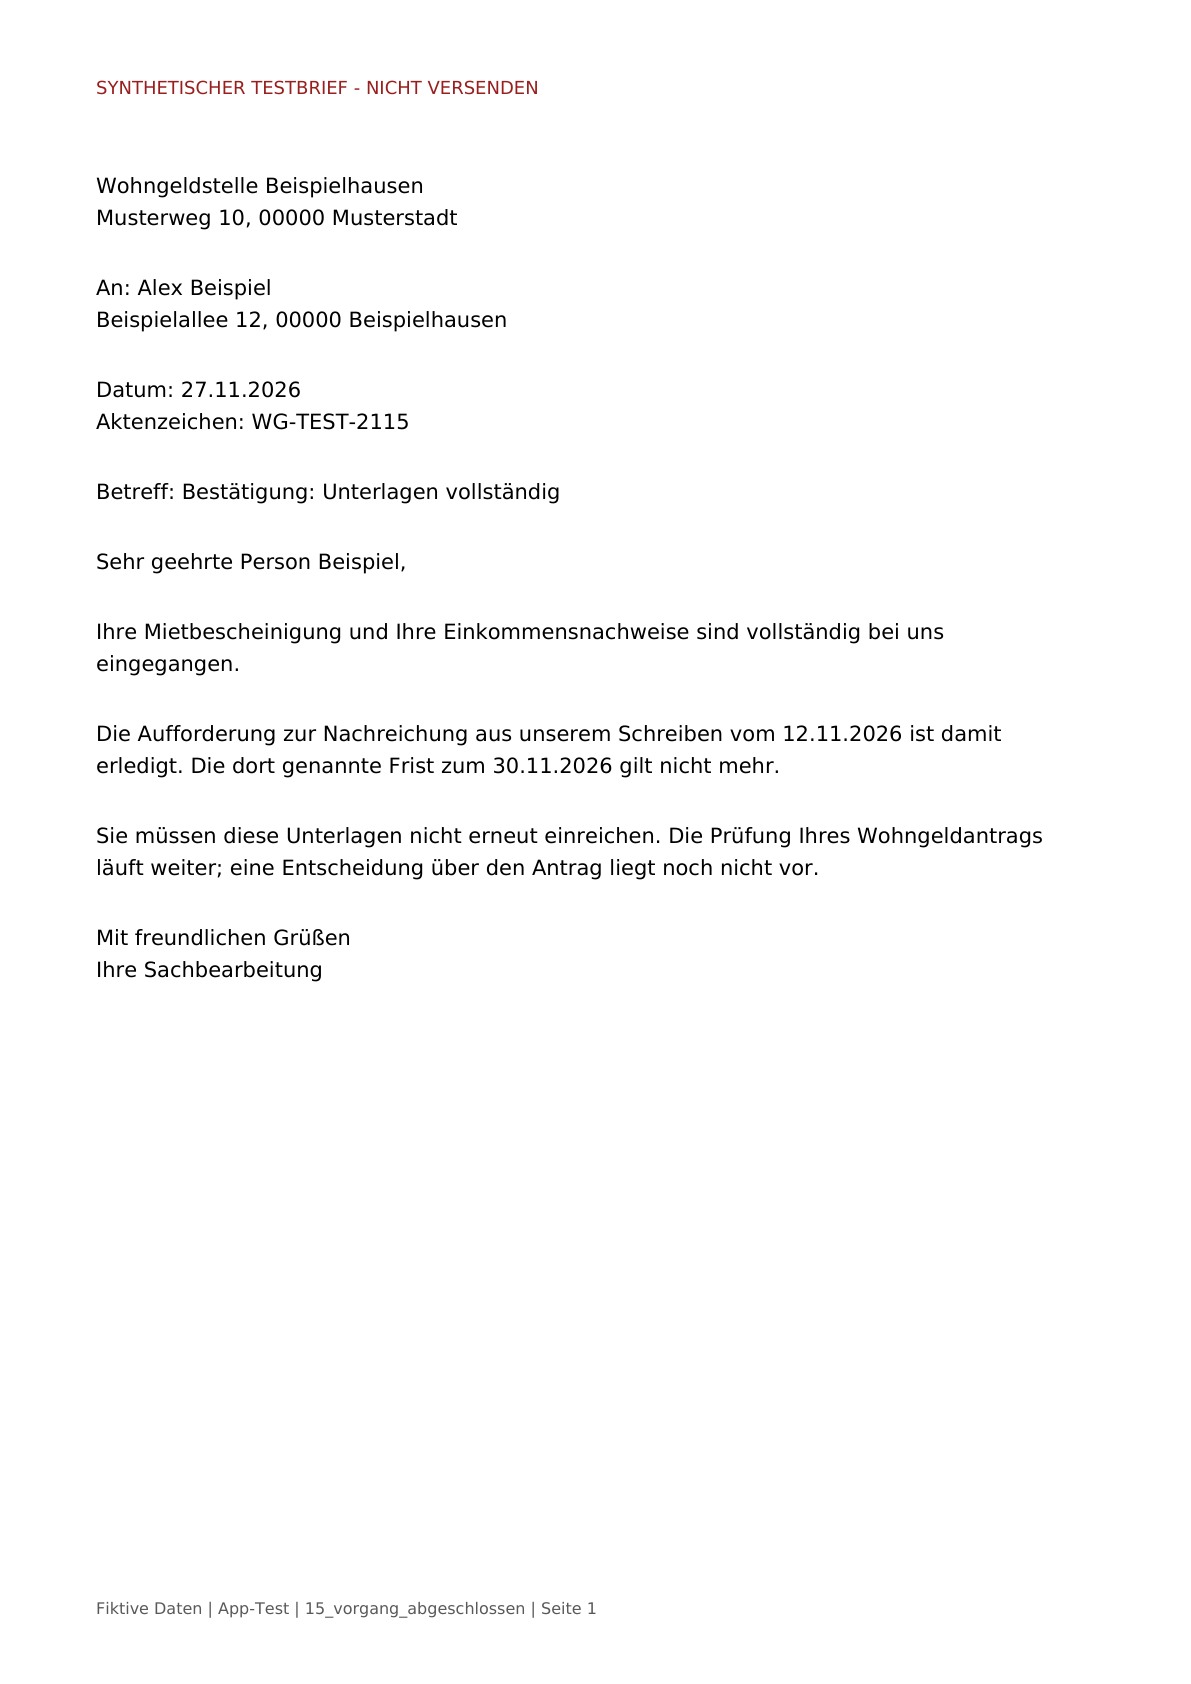 SYNTHETISCHER TESTBRIEF - NICHT VERSENDEN
Wohngeldstelle Beispielhausen
Musterweg 10, 00000 Musterstadt
An: Alex Beispiel
Beispielallee 12, 00000 Beispielhausen
Datum: 27.11.2026
Aktenzeichen: WG-TEST-2115
Betreff: Bestätigung: Unterlagen vollständig
Sehr geehrte Person Beispiel,
Ihre Mietbescheinigung und Ihre Einkommensnachweise sind vollständig bei uns
eingegangen.
Die Aufforderung zur Nachreichung aus unserem Schreiben vom 12.11.2026 ist damit
erledigt. Die dort genannte Frist zum 30.11.2026 gilt nicht mehr.
Sie müssen diese Unterlagen nicht erneut einreichen. Die Prüfung Ihres Wohngeldantrags
läuft weiter; eine Entscheidung über den Antrag liegt noch nicht vor.
Mit freundlichen Grüßen
Ihre Sachbearbeitung
Fiktive Daten | App-Test | 15_vorgang_abgeschlossen | Seite 1